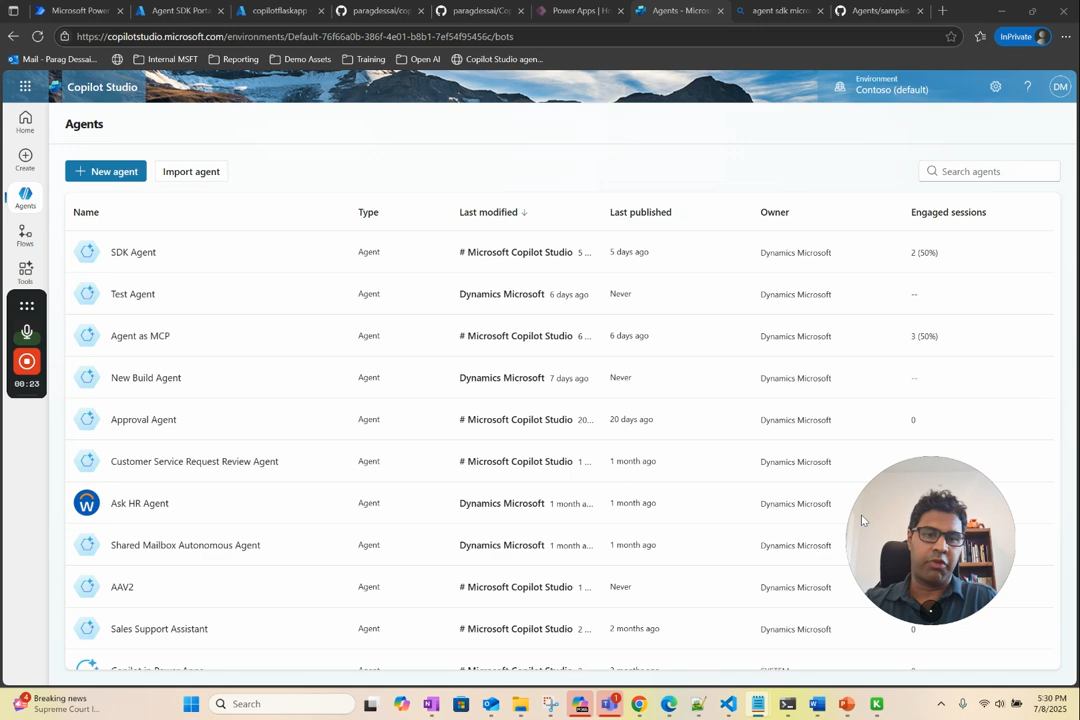 Microsoft Power...
Agent SDK Porta
copilotflaskapp
paragdessai/cop
paragdessai/Cop
Power Apps | Ho
Agents - Micros
agent sdk micro
Agents/samples
https://copilotstudio.microsoft.com/environments/Default-76f66a0b-386f-4e01-b8b1-7ef54f95456c/bots
InPrivate
Mail - Parag Dessai...
Internal MSFT
Reporting
Demo Assets
Training
Open AI
Copilot Studio agen...
Copilot Studio
Environment
Contoso (default)
DM
Home
Create
Agents
Flows
Tools
00:23
Agents
New agent
Import agent
Search agents
Name Type Last modified Last published Owner Engaged sessions
SDK Agent Agent # Microsoft Copilot Studio 5 ... 5 days ago Dynamics Microsoft 2 (50%)
Test Agent Agent Dynamics Microsoft 6 days ago Never Dynamics Microsoft --
Agent as MCP Agent # Microsoft Copilot Studio 6 ... 6 days ago Dynamics Microsoft 3 (50%)
New Build Agent Agent Dynamics Microsoft 7 days ago Never Dynamics Microsoft --
Approval Agent Agent # Microsoft Copilot Studio 20... 20 days ago Dynamics Microsoft 0
Customer Service Request Review Agent Agent # Microsoft Copilot Studio 1 ... 1 month ago Dynamics Microsoft
W Ask HR Agent Agent Dynamics Microsoft 1 month a... 1 month ago Dynamics Microsoft
Shared Mailbox Autonomous Agent Agent Dynamics Microsoft 1 month a... 1 month ago Dynamics Microsoft
AAV2 Agent # Microsoft Copilot Studio 1 ... Never Dynamics Microsoft
Sales Support Assistant Agent # Microsoft Copilot Studio 2 ... 2 months ago Dynamics Microsoft 0
4 Breaking news
Supreme Court I...
Search
1
5:30 PM
7/8/2025